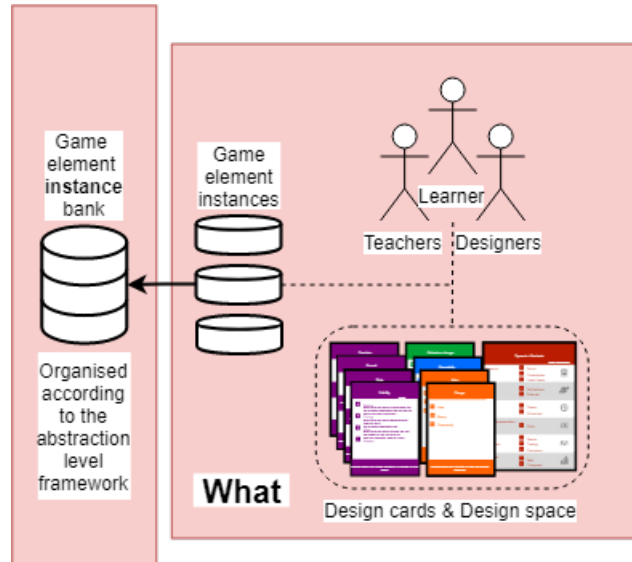 Game
element
instance
bank
Organised
according
to the
abstraction
level
framework
Game
element
instances
Learner
Teachers
Designers
What
Design cards & Design space